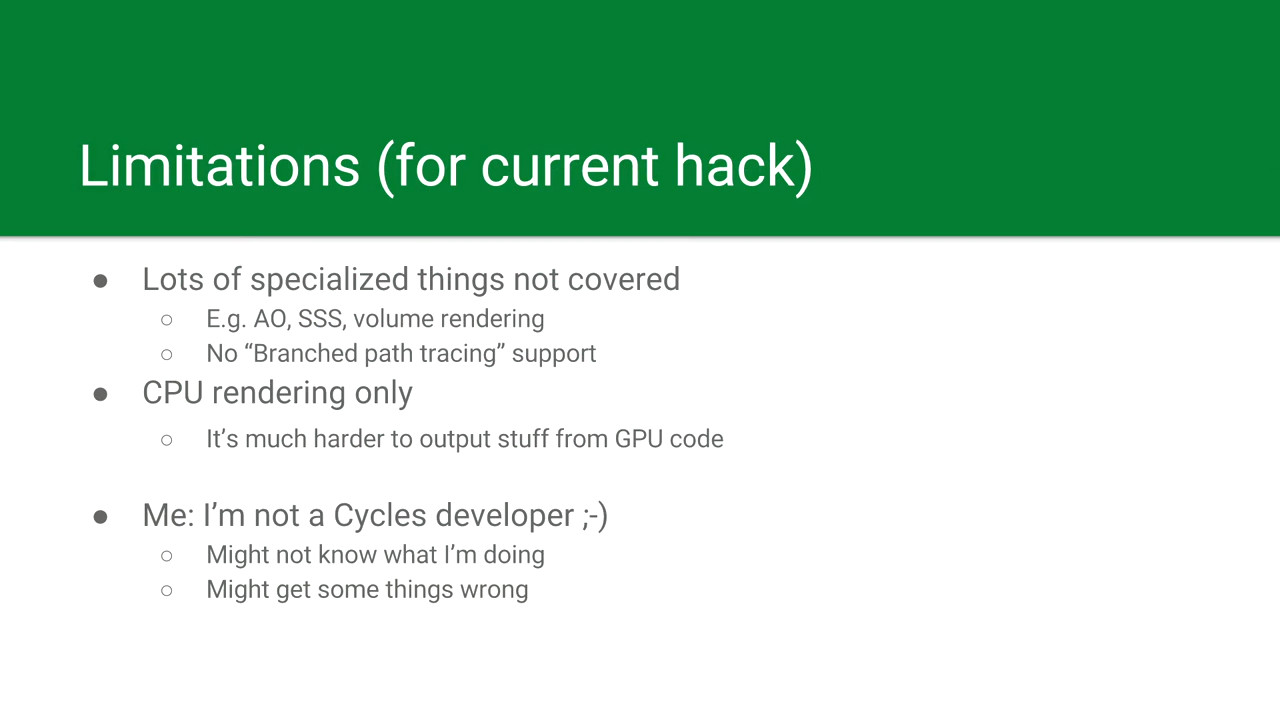 Limitations (for current hack)
● Lots of specialized things not covered
○ E.g. AO, SSS, volume rendering
○ No “Branched path tracing” support
● CPU rendering only
○ It’s much harder to output stuff from GPU code
● Me: I’m not a Cycles developer ;-)
○ Might not know what I’m doing
○ Might get some things wrong